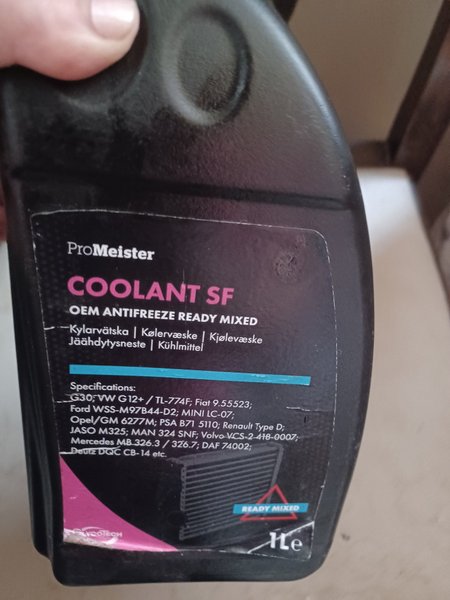 ProMeister
COOLANT SF
OEM ANTIFREEZE READY MIXED
Kylarvätska | Kølervæske | Kjølevæske
Jäähdytysneste | Kühlmittel
Specifications:
G30; VW G12+ / TL-774F; Fiat 9.55523;
Ford WSS-M97B44-D2; MINI LC-07;
Opel/GM 6277M; PSA B71 5110; Renault Type D;
JASO M325; MAN 324 SNF; Volvo VCS-2-418-0007;
Mercedes MB 326.3 / 326.7; DAF 74002;
Deutz DQC CB-14 etc.
READY MIXED
1L e